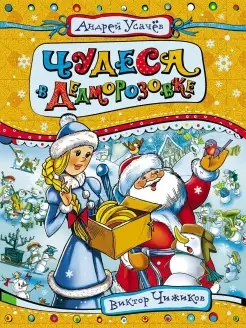 Андрей Усачёв
ЧУДЕСА
в Дедморозовке
Виктор Чижиков